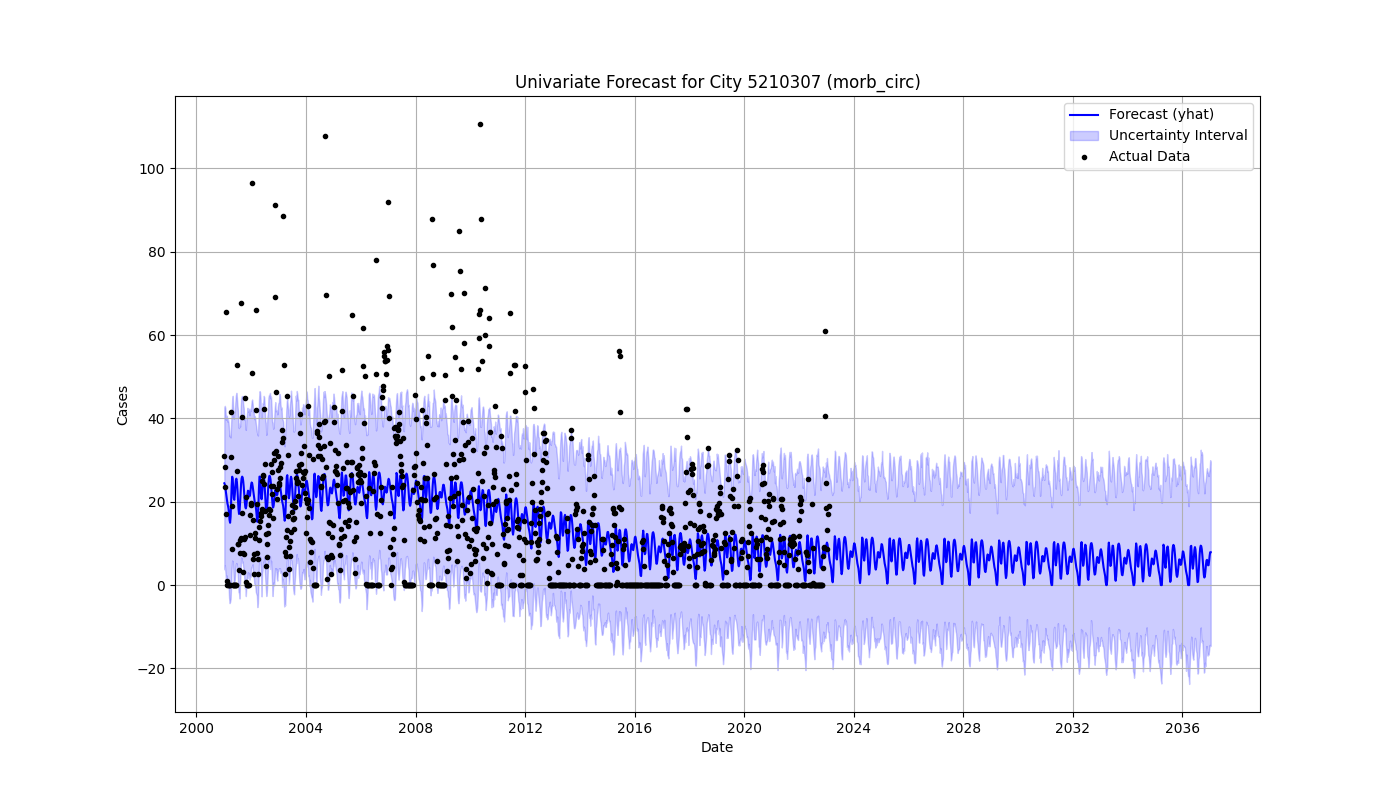 Univariate Forecast for City 5210307 (morb_circ)
Forecast (yhat)
Uncertainty Interval
Actual Data
Cases
100
80
60
40
20
0
−20
2000 2004 2008 2012 2016 2020 2024 2028 2032 2036
Date